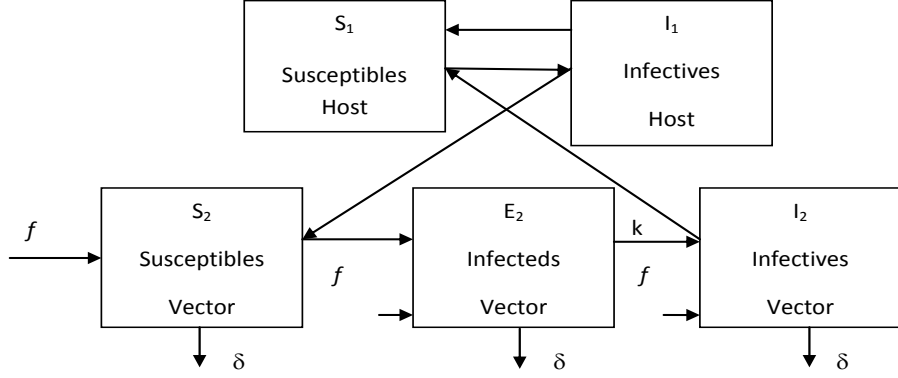 S₁
Susceptibles
Host
I₁
Infectives
Host
f
S₂
Susceptibles
Vector
δ
f
E₂
Infecteds
Vector
δ
k
f
I₂
Infectives
Vector
δ